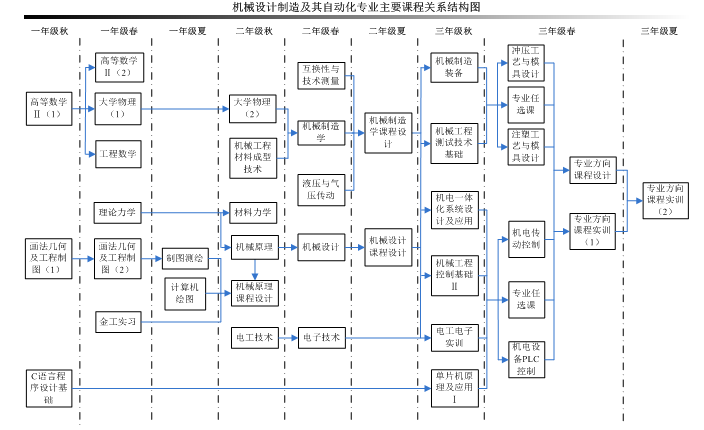 机械设计制造及其自动化专业主要课程关系结构图
一年级秋
一年级春
一年级夏
二年级秋
二年级春
二年级夏
三年级秋
三年级春
三年级夏
高等数学
Ⅱ（1）
画法几何
及工程制
图（1）
C语言程
序设计基
础
高等数学
Ⅱ（2）
大学物理
（1）
工程数学
理论力学
画法几何
及工程制
图（2）
金工实习
制图测绘
计算机
绘图
大学物理
（2）
机械工程
材料成型
技术
材料力学
机械原理
机械原理
课程设计
电工技术
互换性与
技术测量
机械制造
学
液压与气
压传动
机械设计
电子技术
机械制造
学课程设
计
机械设计
课程设计
机械制造
装备
机械工程
测试技术
基础
机电一体
化系统设
计及应用
机械工程
控制基础
Ⅱ
电工电子
实训
单片机原
理及应用
Ⅰ
冲压工
艺与模
具设计
专业任
选课
注塑工
艺与模
具设计
机电传
动控制
专业任
选课
机电设
备PLC
控制
专业方向
课程设计
专业方向
课程实训
（1）
专业方向
课程实训
（2）